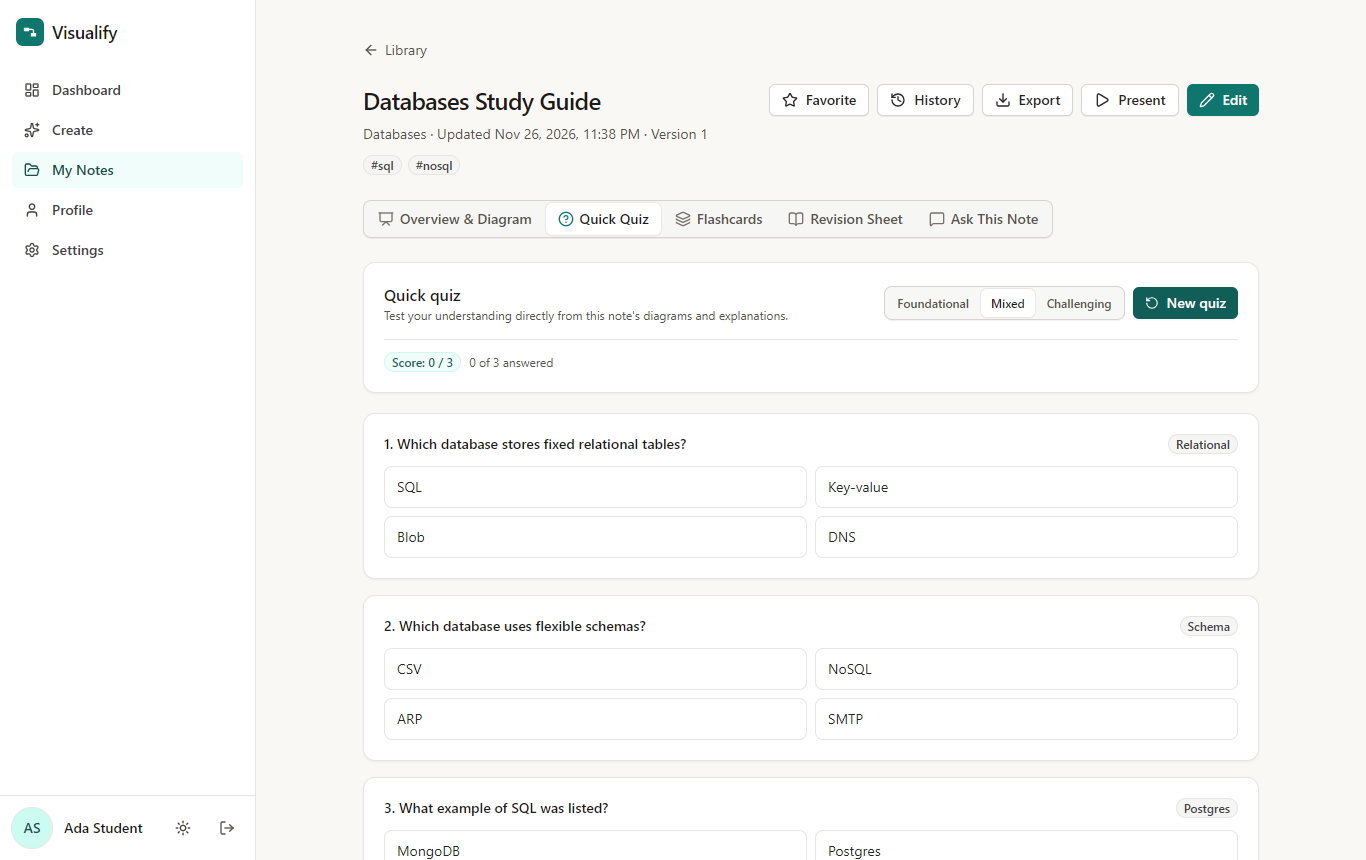 Visualify
Dashboard
Create
My Notes
Profile
Settings
AS
Ada Student
Library
Databases Study Guide
Favorite
History
Export
Present
Edit
Databases · Updated Nov 26, 2026, 11:38 PM · Version 1
#sql
#nosql
Overview & Diagram
Quick Quiz
Flashcards
Revision Sheet
Ask This Note
Quick quiz
Test your understanding directly from this note's diagrams and explanations.
Foundational
Mixed
Challenging
New quiz
Score: 0 / 3
0 of 3 answered
1. Which database stores fixed relational tables?
Relational
SQL
Key-value
Blob
DNS
2. Which database uses flexible schemas?
Schema
CSV
NoSQL
ARP
SMTP
3. What example of SQL was listed?
Postgres
MongoDB
Postgres